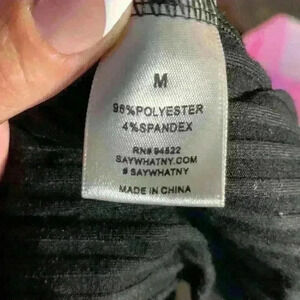 M
96%POLYESTER
4%SPANDEX
RN# 94522
SAYWHATNY.COM
#SAYWHATNY
MADE IN CHINA